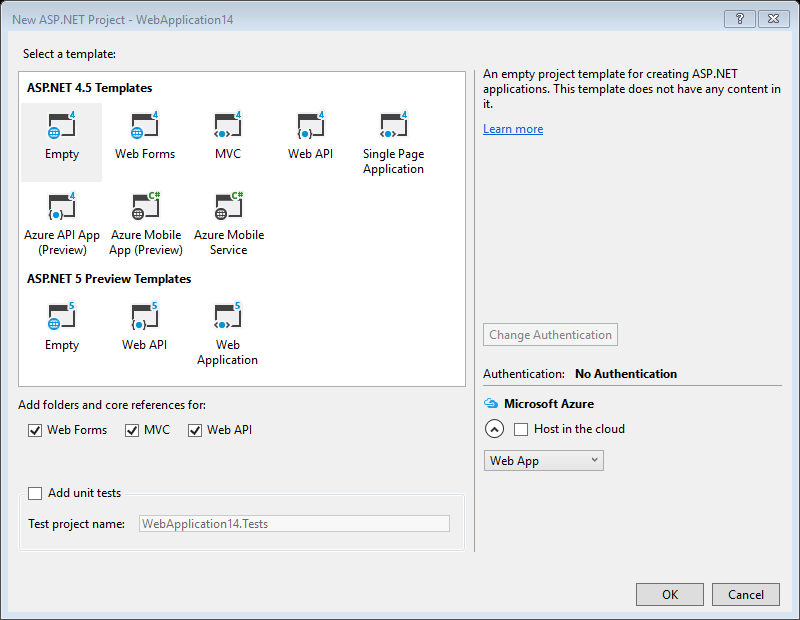 New ASP.NET Project - WebApplication14
?
Select a template:
ASP.NET 4.5 Templates
4 4 4 4 4
Empty Web Forms MVC Web API Single Page
Application
4 C# C#
Azure API App Azure Mobile Azure Mobile
(Preview) App (Preview) Service
ASP.NET 5 Preview Templates
5 5 5
Empty Web API Web
Application
Add folders and core references for:
Web Forms MVC Web API
Add unit tests
Test project name: WebApplication14.Tests
An empty project template for creating ASP.NET
applications. This template does not have any content in
it.
Learn more
Change Authentication
Authentication: No Authentication
Microsoft Azure
Host in the cloud
Web App
OK Cancel